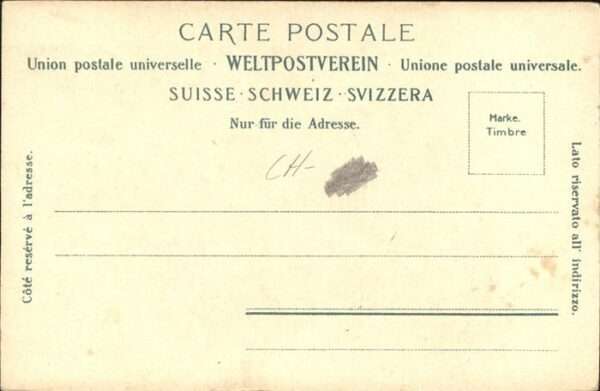 CARTE POSTALE
Union postale universelle · WELTPOSTVEREIN · Unione postale universale.
SUISSE · SCHWEIZ · SVIZZERA
Nur für die Adresse.
Marke.
Timbre
CH-
Côté resérvé à l'adresse.
Lato riservato all' indirizzo.